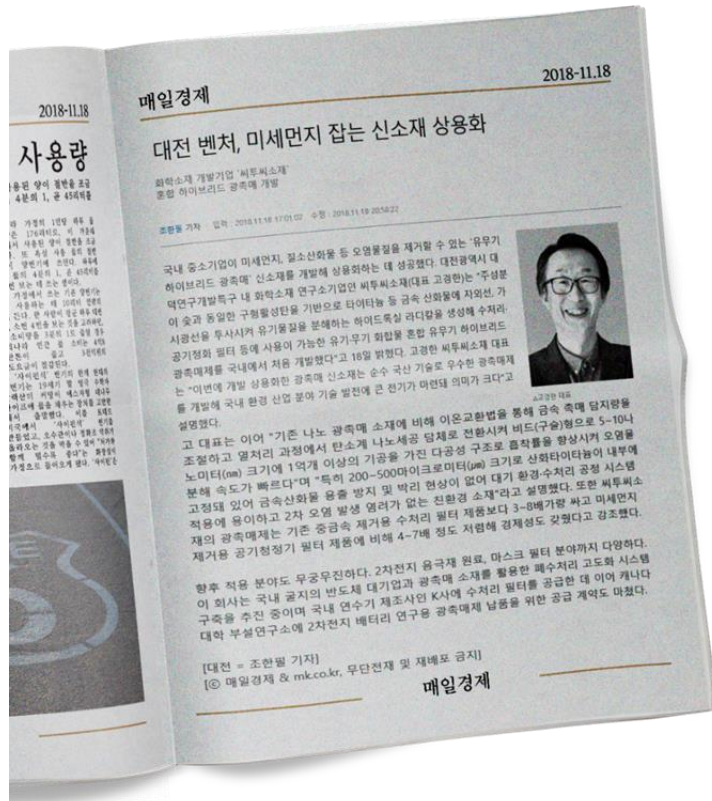 2018-11.18
사용량
4분의 1, 곧 45리터를
매일경제
2018-11.18
대전 벤처, 미세먼지 잡는 신소재 상용화
화학소재 개발기업 '씨투씨소재'
혼합 하이브리드 광촉매 개발
조한필 기자 입력 : 2018.11.18 17:01:02 수정 : 2018.11.18 20:58:27
국내 중소기업이 미세먼지, 질소산화물 등 오염물질을 제거할 수 있는 '유무기
하이브리드 광촉매' 신소재를 개발해 상용화하는 데 성공했다. 대전광역시 대
덕연구개발특구 내 화학소재 연구소기업인 씨투씨소재(대표 고경한)는 "주성분
이 숯과 동일한 구형활성탄을 기반으로 타이타늄 등 금속 산화물에 자외선, 가
시광선을 투사시켜 유기물질을 분해하는 하이드록실 라디칼을 생성해 수처리·
공기정화 필터 등에 사용이 가능한 유기·무기 화합물 혼합 유무기 하이브리드
광촉매제를 국내에서 처음 개발했다"고 18일 밝혔다. 고경한 씨투씨소재 대표
는 "이번에 개발 상용화한 광촉매 신소재는 순수 국산 기술로 우수한 광촉매제
를 개발해 국내 환경 산업 분야 기술 발전에 큰 전기가 마련돼 의미가 크다"고
설명했다.
△고경한 대표
고 대표는 이어 "기존 나노 광촉매 소재에 비해 이온교환법을 통해 금속 촉매 담지량을
조절하고 열처리 과정에서 탄소계 나노세공 담체로 전환시켜 비드(구슬)형으로 5~10나
노미터(㎚) 크기에 1억개 이상의 기공을 가진 다공성 구조로 흡착률을 향상시켜 오염물
분해 속도가 빠르다"며 "특히 200~500마이크로미터(㎛) 크기로 산화타이타늄이 내부에
고정돼 있어 금속산화물 용출 방지 및 박리 현상이 없어 대기 환경·수처리 공정 시스템
적용에 용이하고 2차 오염 발생 염려가 없는 친환경 소재"라고 설명했다. 또한 씨투씨소
재의 광촉매제는 기존 중금속 제거용 수처리 필터 제품보다 3~8배가량 싸고 미세먼지
제거용 공기청정기 필터 제품에 비해 4~7배 정도 저렴해 경제성도 갖췄다고 강조했다.
향후 적용 분야도 무궁무진하다. 2차전지 음극재 원료, 마스크 필터 분야까지 다양하다.
이 회사는 국내 굴지의 반도체 대기업과 광촉매 소재를 활용한 폐수처리 고도화 시스템
구축을 추진 중이며 국내 연수기 제조사인 K사에 수처리 필터를 공급한 데 이어 캐나다
대학 부설연구소에 2차전지 배터리 연구용 광촉매제 납품을 위한 공급 계약도 마쳤다.
[대전 = 조한필 기자]
[ⓒ 매일경제 & mk.co.kr, 무단전재 및 재배포 금지]
매일경제